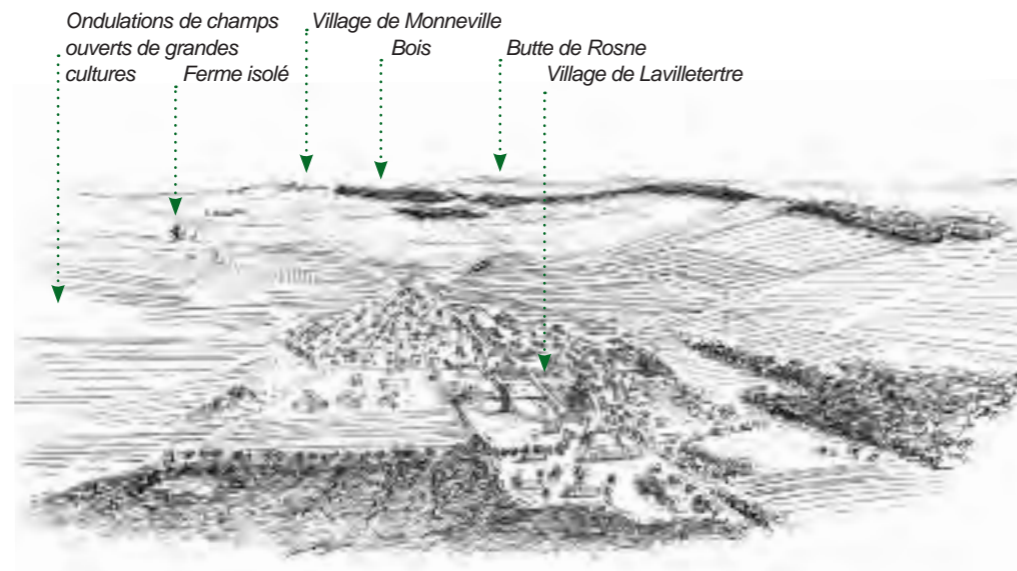 Ondulations de champs
ouverts de grandes
cultures
Ferme isolé
Village de Monneville
Bois
Butte de Rosne
Village de Lavilletertre